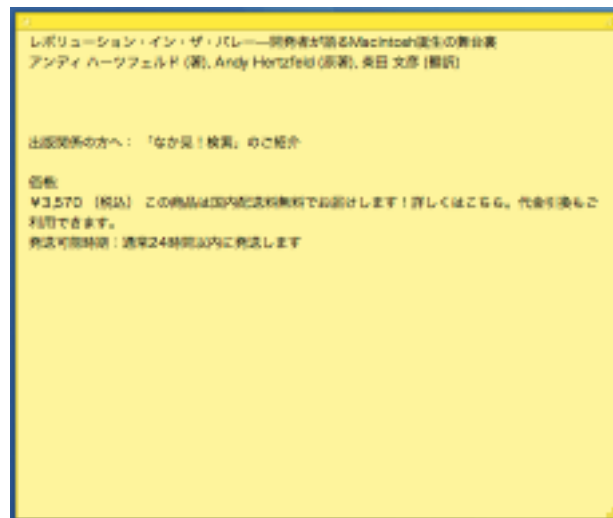 レボリューション・イン・ザ・バレー―開発者が語るMacintosh誕生の舞台裏
アンディ ハーツフェルド (著), Andy Hertzfeld (原著), 柴田 文彦 (翻訳)
出版関係の方へ： 「なか見！検索」のご紹介
価格:
￥3,570 （税込） この商品は国内配送料無料でお届けします！詳しくはこちら。代金引換もご
利用できます。
発送可能時期：通常24時間以内に発送します